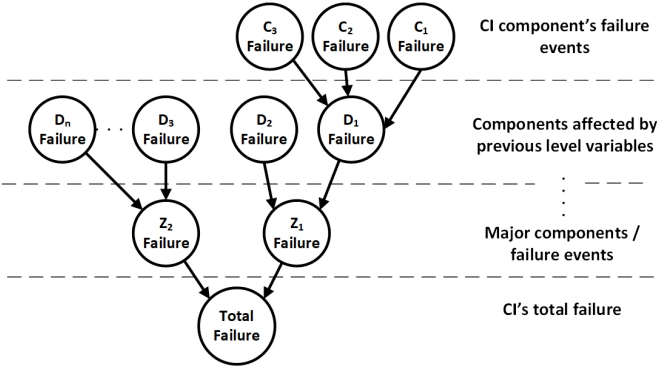 C₃
Failure
C₂
Failure
C₁
Failure
CI component's failure
events
Dₙ
Failure
. . .
D₃
Failure
D₂
Failure
D₁
Failure
Components affected by
previous level variables
Z₂
Failure
Z₁
Failure
Major components /
failure events
Total
Failure
CI's total failure